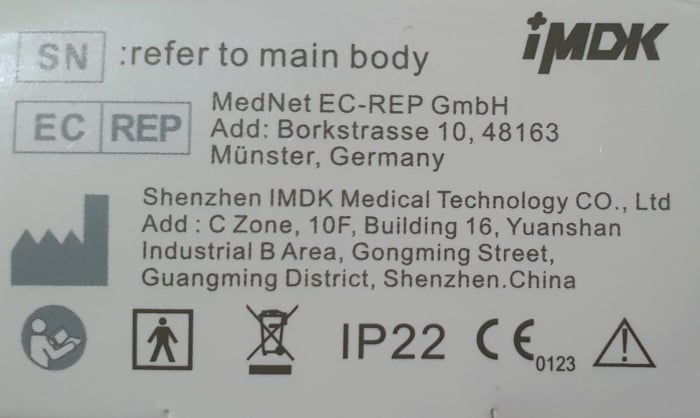 iMDK
SN :refer to main body
EC REP
MedNet EC-REP GmbH
Add: Borkstrasse 10, 48163
Münster, Germany
Shenzhen IMDK Medical Technology CO., Ltd
Add : C Zone, 10F, Building 16, Yuanshan
Industrial B Area, Gongming Street,
Guangming District, Shenzhen.China
IP22 CE 0123